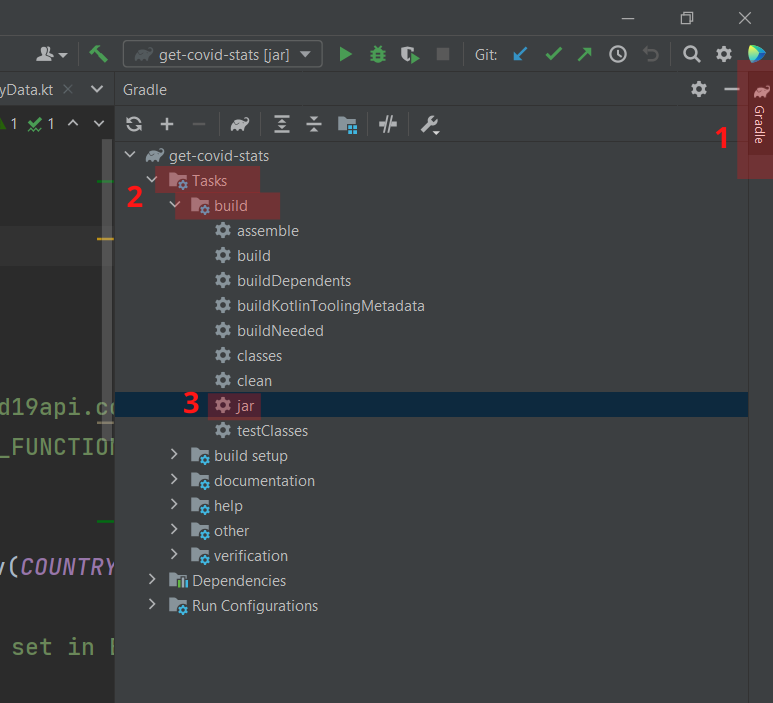 get-covid-stats [jar]
Git:
yData.kt
Gradle
1 1
d19api.co
_FUNCTION
y(COUNTRY
set in
get-covid-stats
2
Tasks
build
assemble
build
buildDependents
buildKotlinToolingMetadata
buildNeeded
classes
clean
3
jar
testClasses
build setup
documentation
help
other
verification
Dependencies
Run Configurations
1
Gradle